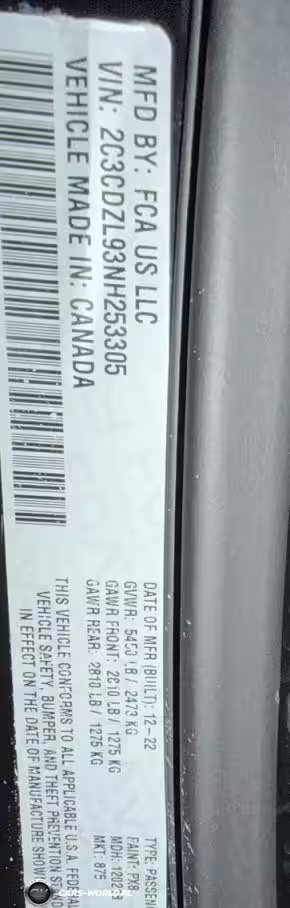 MFD BY: FCA US LLC
VIN: 2C3CDZL93NH253305
VEHICLE MADE IN: CANADA
DATE OF MFR (BUILT): 12-22
GVWR: 5450 LB / 2473 KG
GAWR FRONT: 2810 LB / 1275 KG
GAWR REAR: 2810 LB / 1275 KG
THIS VEHICLE CONFORMS TO ALL APPLICABLE U.S.A. FEDERAL
VEHICLE SAFETY, BUMPER, AND THEFT PREVENTION
IN EFFECT ON THE DATE OF MANUFACTURE
TYPE: PASSEN
PAINT: PX8
MDH:
MKT: 875
CARS-WORLD.PL